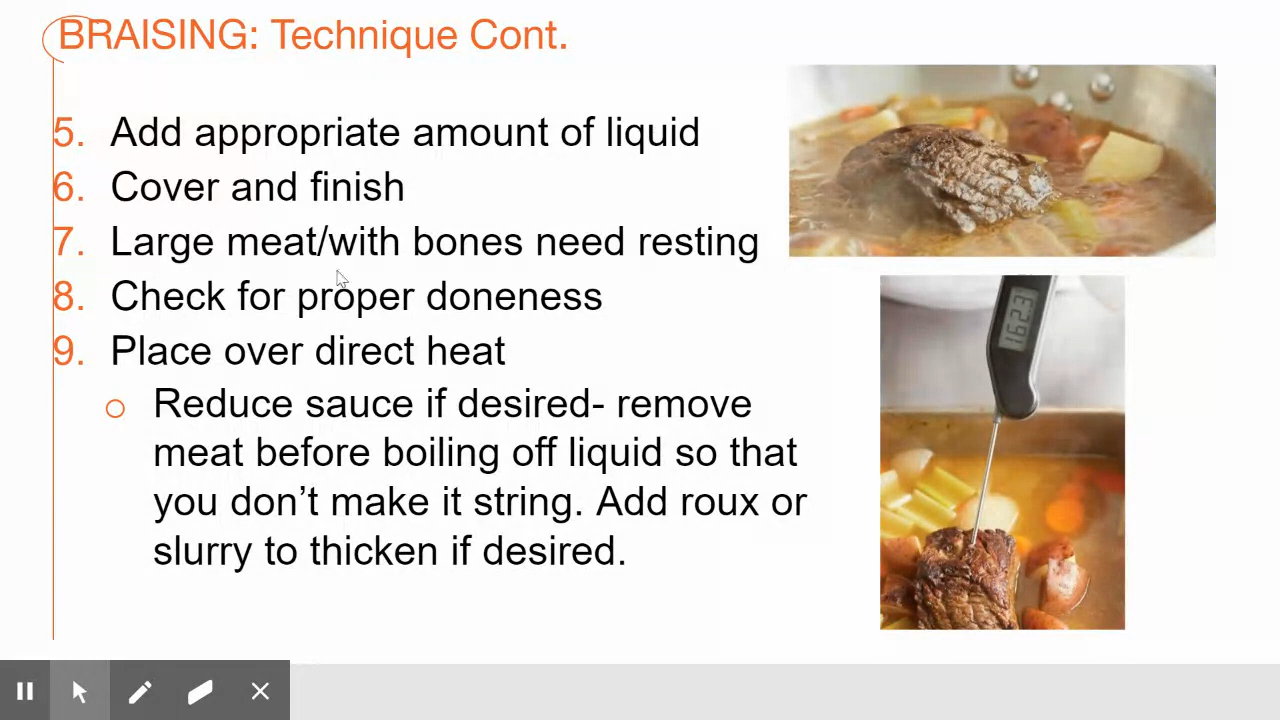 BRAISING: Technique Cont.
5. Add appropriate amount of liquid
6. Cover and finish
7. Large meat/with bones need resting
8. Check for proper doneness
9. Place over direct heat
Reduce sauce if desired- remove
meat before boiling off liquid so that
you don’t make it string. Add roux or
slurry to thicken if desired.
162.3